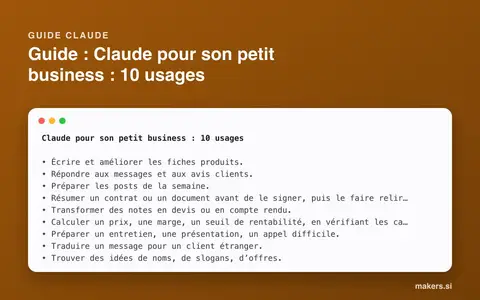 GUIDE CLAUDE
Guide : Claude pour son petit
business : 10 usages
Claude pour son petit business : 10 usages
• Écrire et améliorer les fiches produits.
• Répondre aux messages et aux avis clients.
• Préparer les posts de la semaine.
• Résumer un contrat ou un document avant de le signer, puis le faire relir…
• Transformer des notes en devis ou en compte rendu.
• Calculer un prix, une marge, un seuil de rentabilité, en vérifiant les ca…
• Préparer un entretien, une présentation, un appel difficile.
• Traduire un message pour un client étranger.
• Trouver des idées de noms, de slogans, d’offres.
makers.si